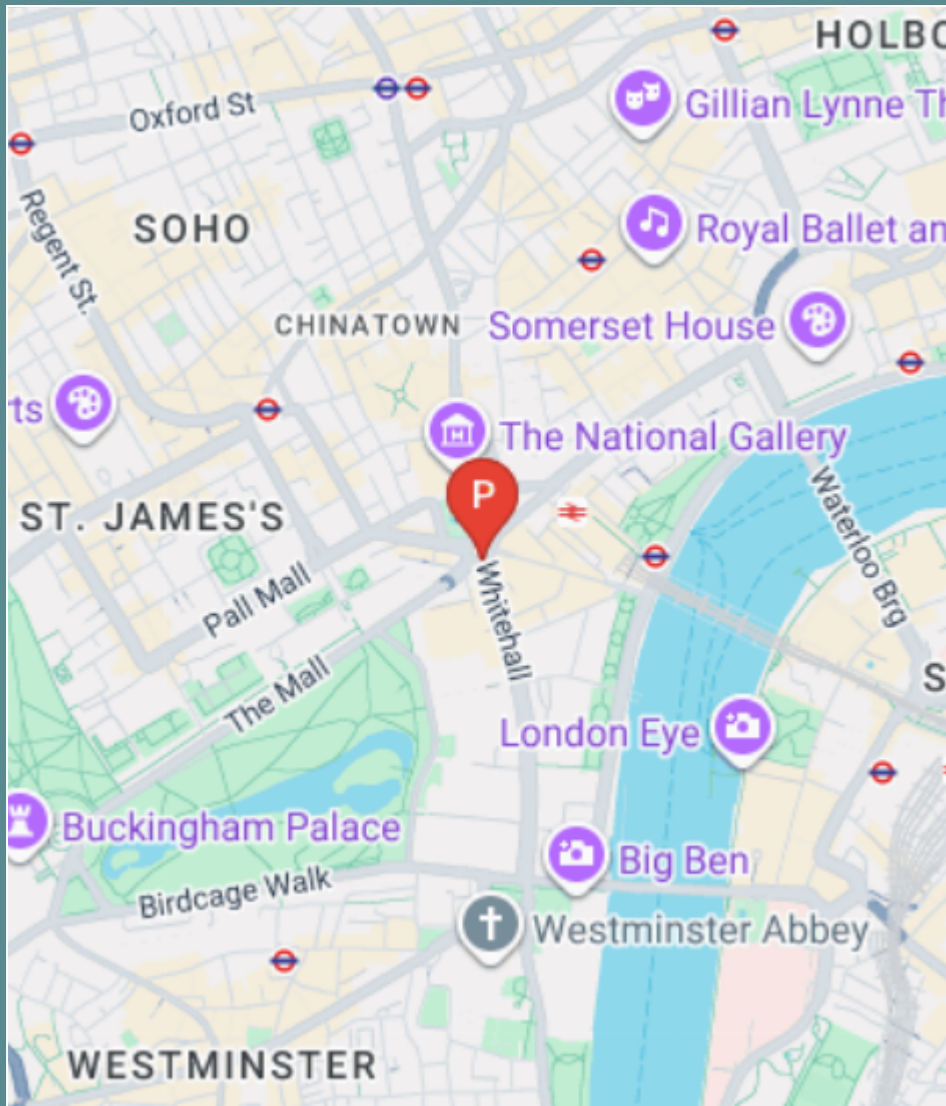 HOLBO
Oxford St
Gillian Lynne Th
Regent St.
SOHO
Royal Ballet an
CHINATOWN
Somerset House
rts
The National Gallery
P
ST. JAMES'S
Waterloo Brg
Pall Mall
Whitehall
The Mall
S
London Eye
Buckingham Palace
Big Ben
Birdcage Walk
Westminster Abbey
WESTMINSTER